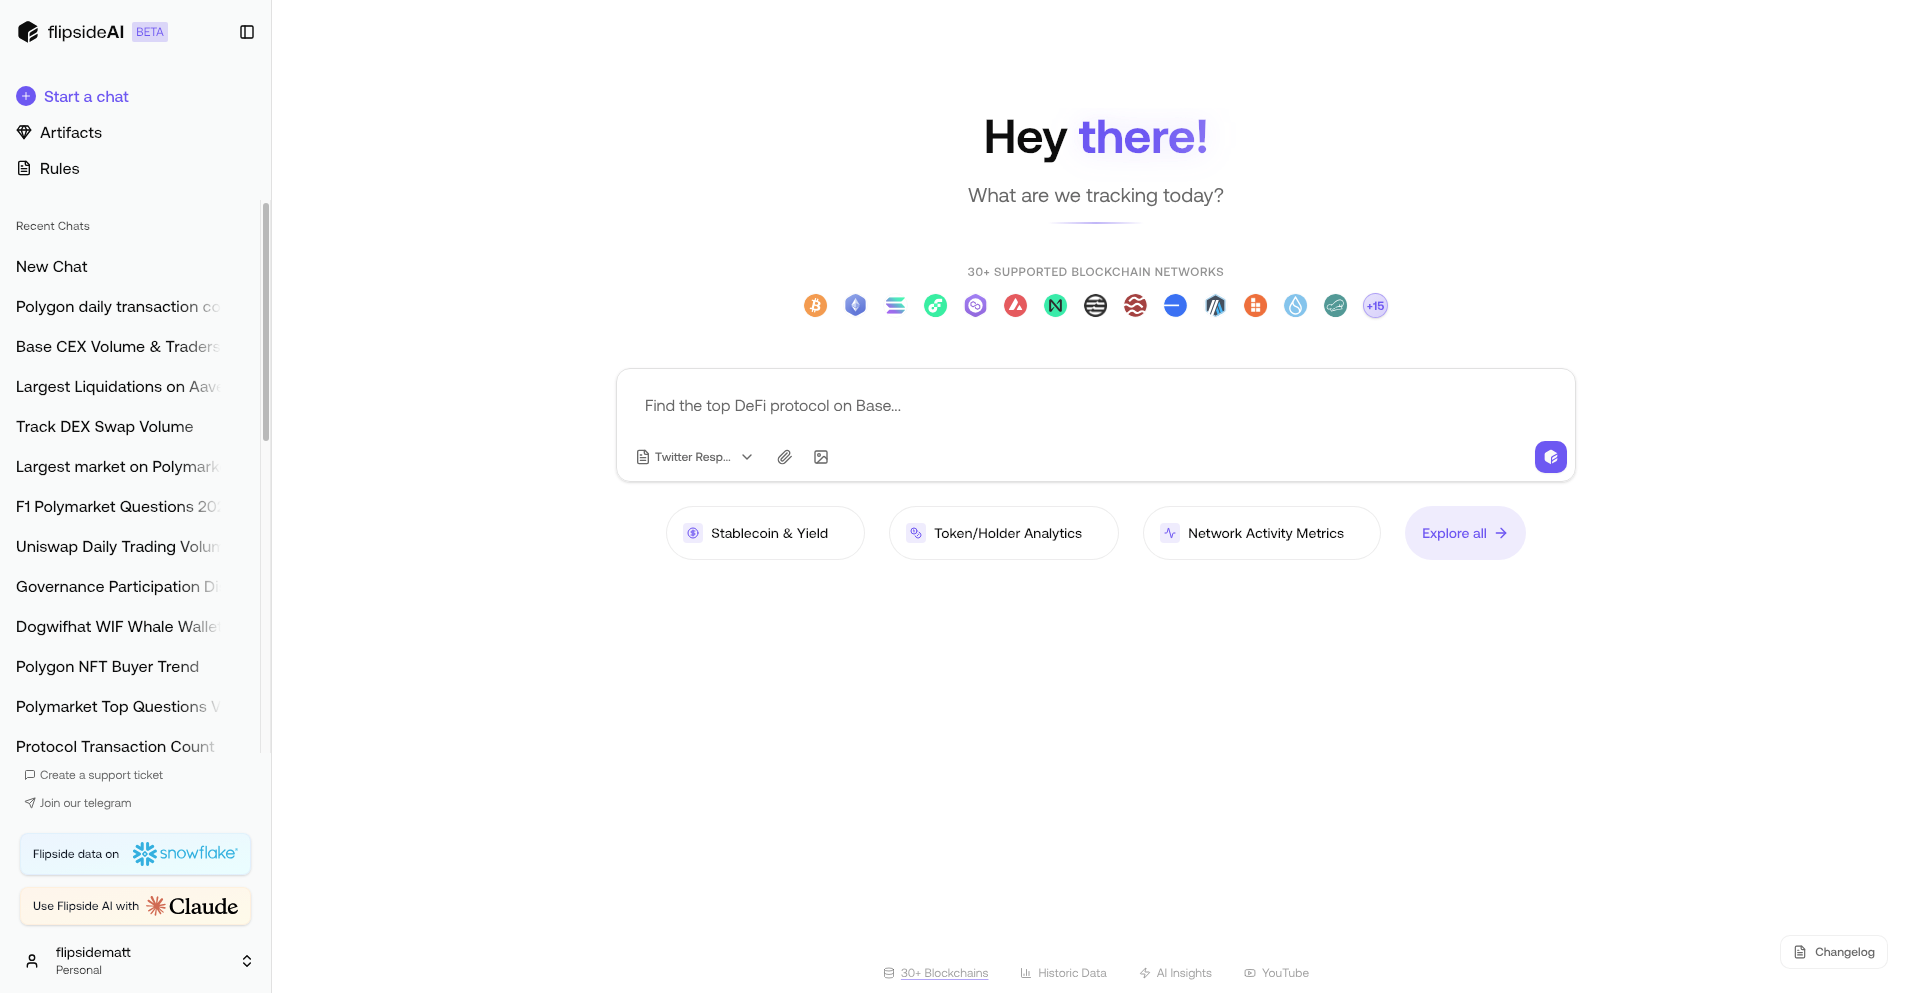 flipsideAI BETA
Start a chat
Artifacts
Rules
Recent Chats
New Chat
Polygon daily transaction co
Base CEX Volume & Traders
Largest Liquidations on Aave
Track DEX Swap Volume
Largest market on Polymark
F1 Polymarket Questions 202
Uniswap Daily Trading Volum
Governance Participation Di
Dogwifhat WIF Whale Wallet
Polygon NFT Buyer Trend
Polymarket Top Questions V
Protocol Transaction Count
Create a support ticket
Join our telegram
Flipside data on snowflake
Use Flipside AI with Claude
flipsidematt
Personal
Hey there!
What are we tracking today?
30+ SUPPORTED BLOCKCHAIN NETWORKS
+15
Find the top DeFi protocol on Base...
Twitter Resp...
Stablecoin & Yield
Token/Holder Analytics
Network Activity Metrics
Explore all
Changelog
30+ Blockchains
Historic Data
AI Insights
YouTube